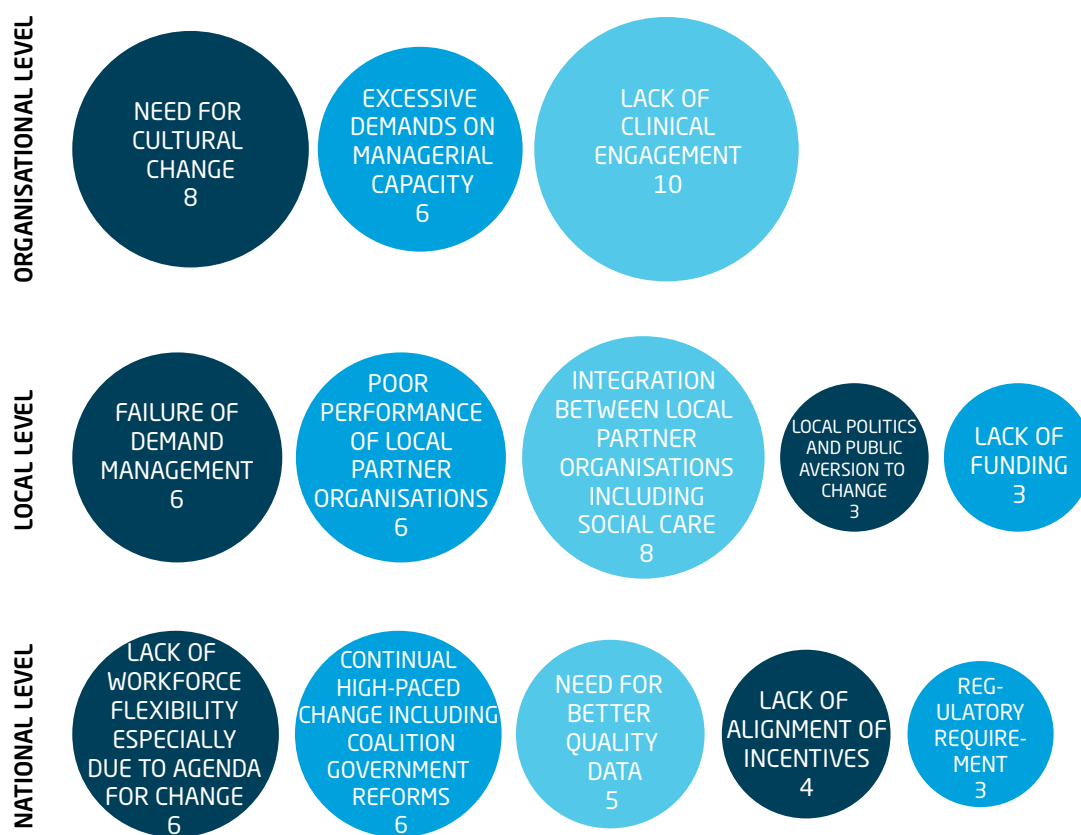 ORGANISATIONAL LEVEL
NEED FOR
CULTURAL
CHANGE
8
EXCESSIVE
DEMANDS ON
MANAGERIAL
CAPACITY
6
LACK OF
CLINICAL
ENGAGEMENT
10
LOCAL LEVEL
FAILURE OF
DEMAND
MANAGEMENT
6
POOR
PERFORMANCE
OF LOCAL
PARTNER
ORGANISATIONS
6
INTEGRATION
BETWEEN LOCAL
PARTNER
ORGANISATIONS
INCLUDING
SOCIAL CARE
8
LOCAL POLITICS
AND PUBLIC
AVERSION TO
CHANGE
3
LACK OF
FUNDING
3
NATIONAL LEVEL
LACK OF
WORKFORCE
FLEXIBILITY
ESPECIALLY
DUE TO AGENDA
FOR CHANGE
6
CONTINUAL
HIGH-PACED
CHANGE INCLUDING
COALITION
GOVERNMENT
REFORMS
6
NEED FOR
BETTER
QUALITY
DATA
5
LACK OF
ALIGNMENT OF
INCENTIVES
4
REG-
ULATORY
REQUIRE-
MENT
3